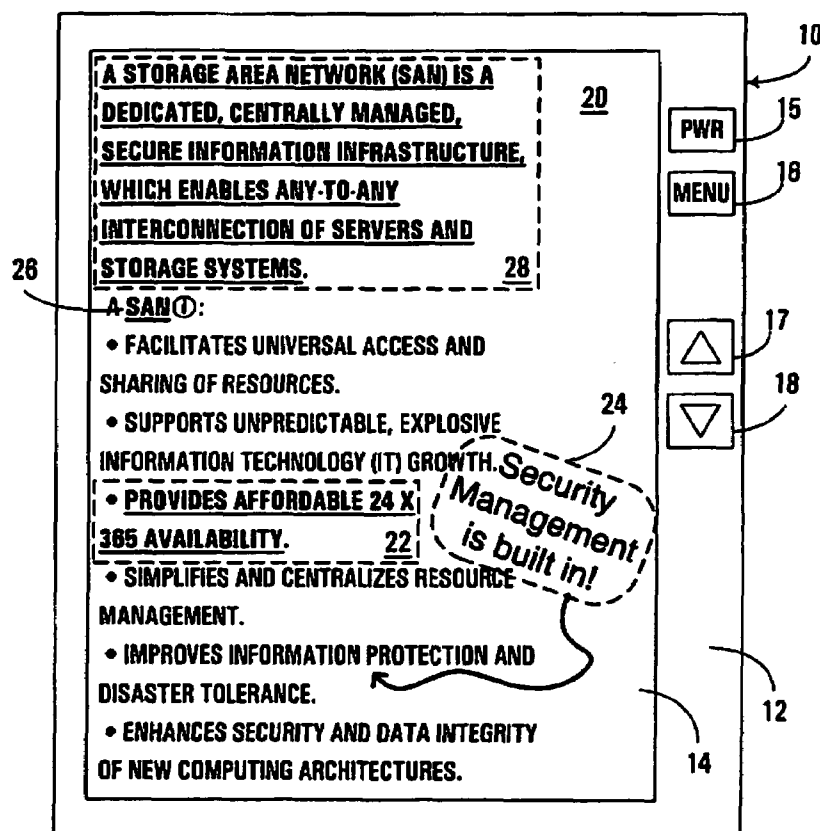 10
A STORAGE AREA NETWORK (SAN) IS A
20
DEDICATED, CENTRALLY MANAGED,
PWR
15
SECURE INFORMATION INFRASTRUCTURE,
16
WHICH ENABLES ANY-TO-ANY
MENU
INTERCONNECTION OF SERVERS AND
26
STORAGE SYSTEMS.
28
A SAN①:
17
• FACILITATES UNIVERSAL ACCESS AND
SHARING OF RESOURCES.
24
18
• SUPPORTS UNPREDICTABLE, EXPLOSIVE
INFORMATION TECHNOLOGY (IT) GROWTH.
Security
Management
is built in!
• PROVIDES AFFORDABLE 24 X
365 AVAILABILITY.
22
• SIMPLIFIES AND CENTRALIZES RESOURCE
MANAGEMENT.
• IMPROVES INFORMATION PROTECTION AND
DISASTER TOLERANCE.
12
14
• ENHANCES SECURITY AND DATA INTEGRITY
OF NEW COMPUTING ARCHITECTURES.